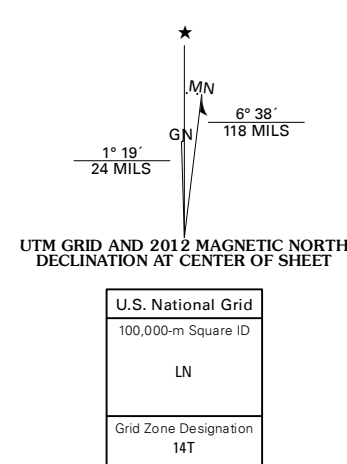 ★
MN
6° 38´
118 MILS
GN
1° 19´
24 MILS
UTM GRID AND 2012 MAGNETIC NORTH
DECLINATION AT CENTER OF SHEET
U.S. National Grid
100,000-m Square ID
LN
Grid Zone Designation
14T